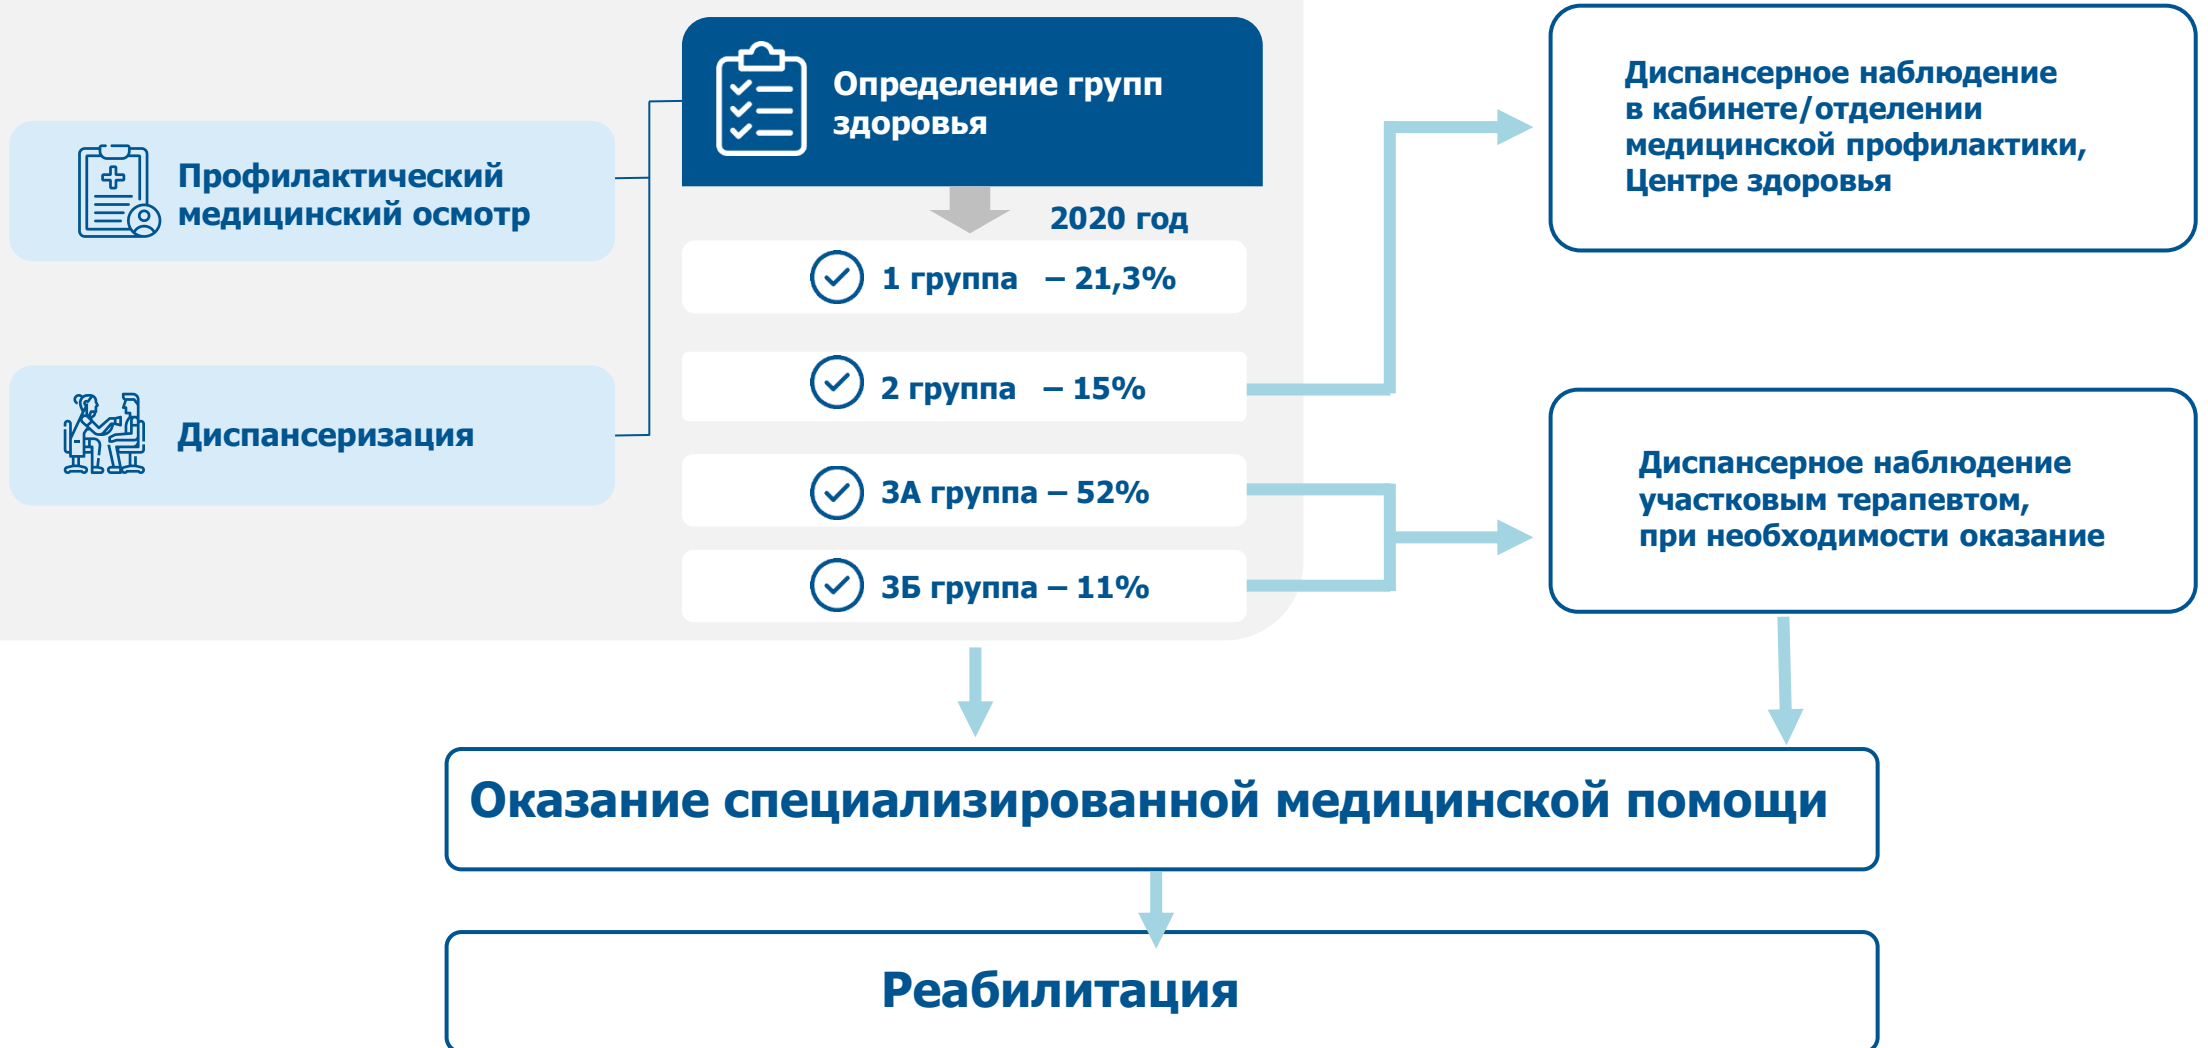 Профилактический
медицинский осмотр
Диспансеризация
Определение групп
здоровья
2020 год
1 группа – 21,3%
2 группа – 15%
3А группа – 52%
3Б группа – 11%
Диспансерное наблюдение
в кабинете/отделении
медицинской профилактики,
Центре здоровья
Диспансерное наблюдение
участковым терапевтом,
при необходимости оказание
Оказание специализированной медицинской помощи
Реабилитация